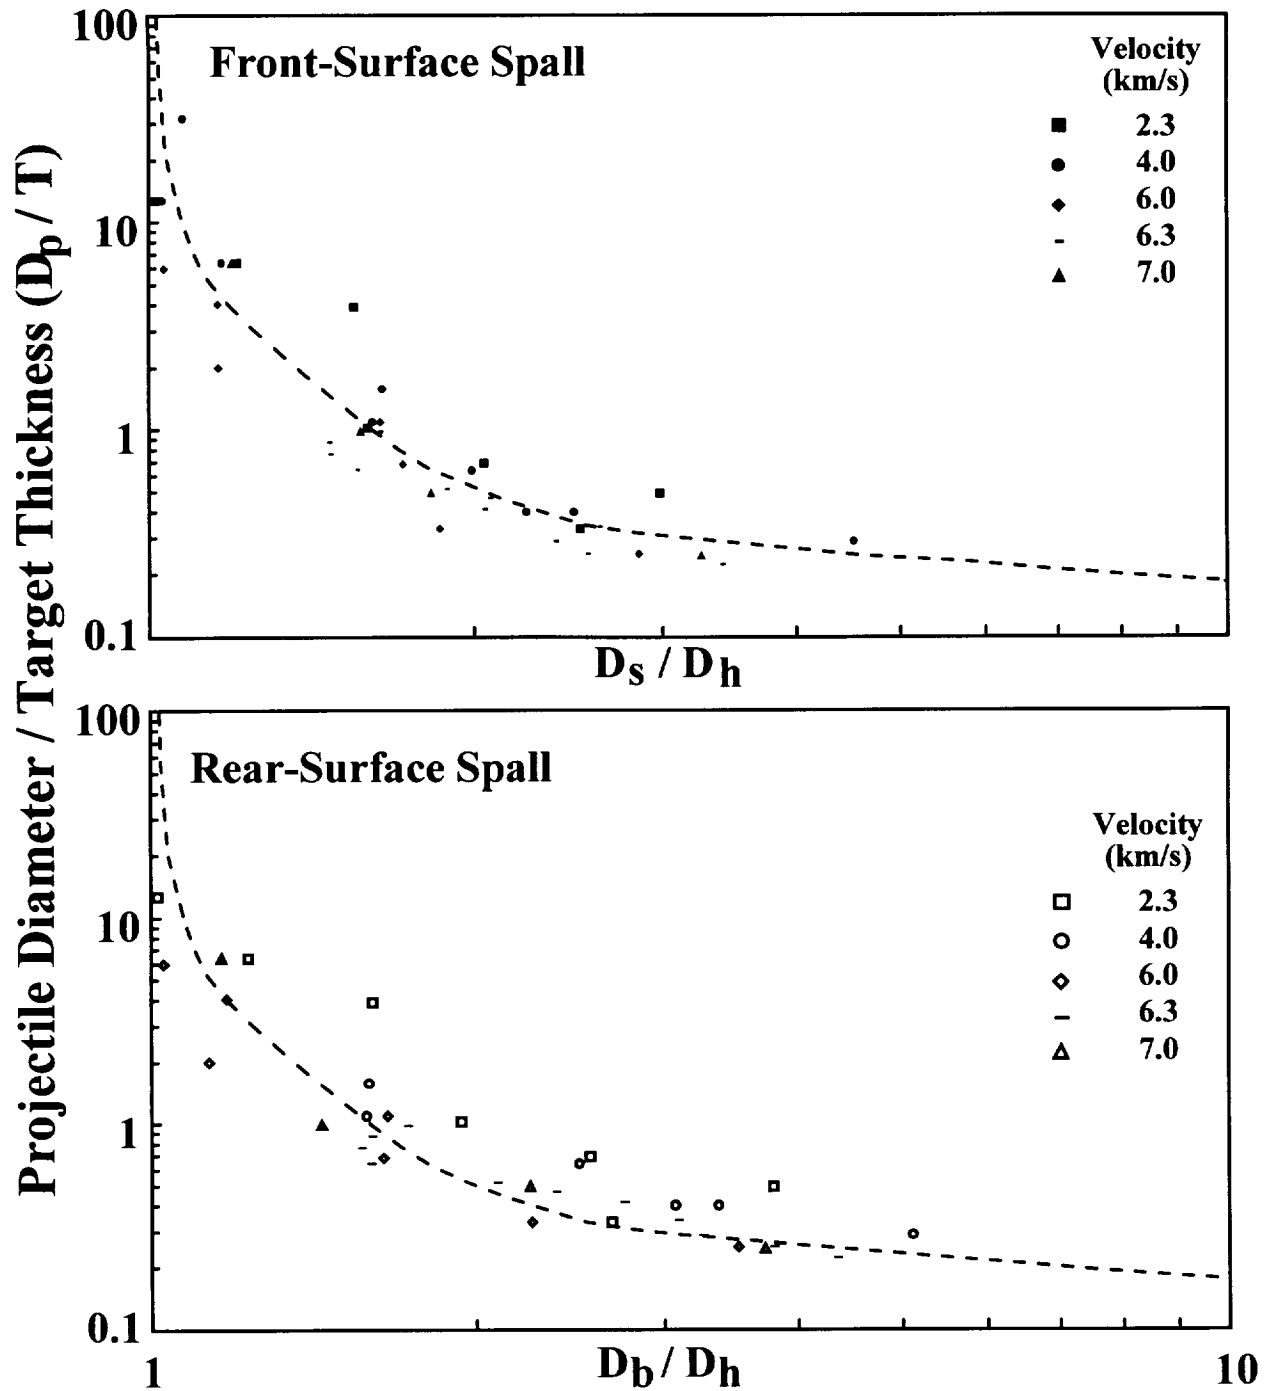 Projectile Diameter / Target Thickness (Dp / T)
100
10
1
0.1
Front-Surface Spall
Velocity
(km/s)
2.3
4.0
6.0
6.3
7.0
Ds / Dh
100
10
1
0.1
Rear-Surface Spall
Velocity
(km/s)
2.3
4.0
6.0
6.3
7.0
1
Db / Dh
10